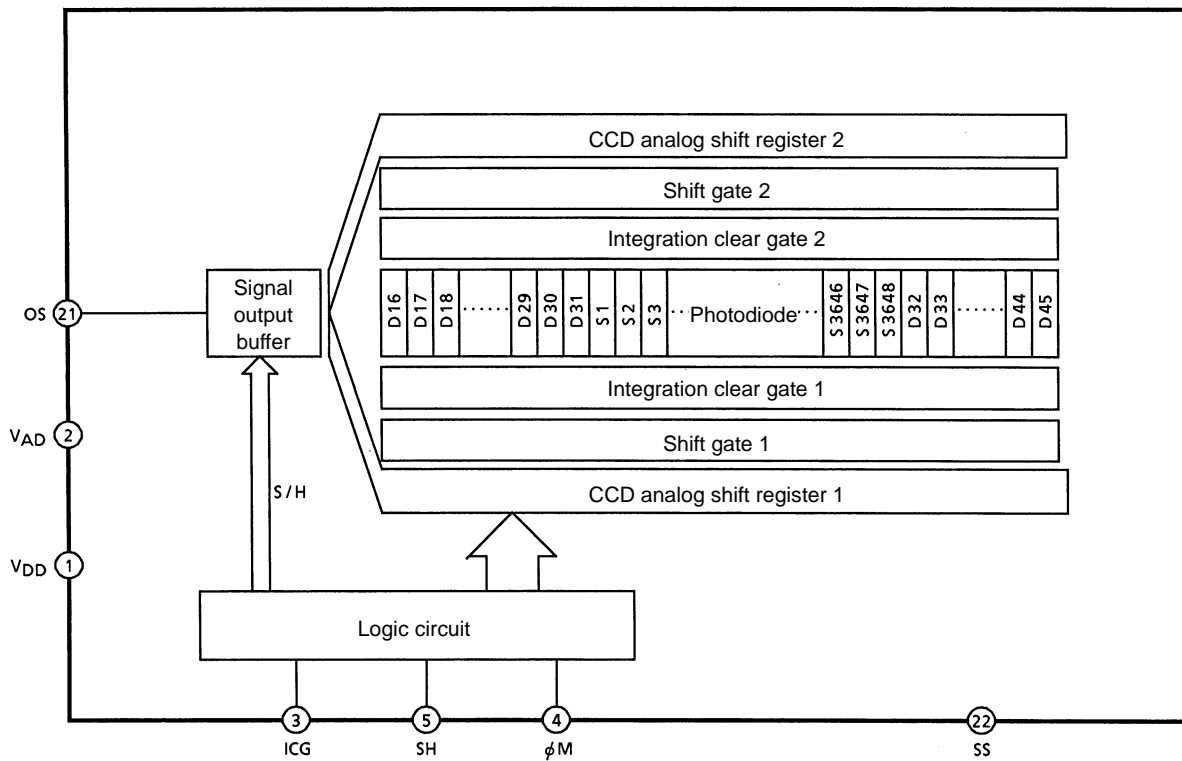 CCD analog shift register 2
Shift gate 2
Integration clear gate 2
OS 21
Signal
output
buffer
D16 D17 D18 ...... D29 D30 D31 S1 S2 S3 ... Photodiode ... S3646 S3647 S3648 D32 D33 ...... D44 D45
Integration clear gate 1
VAD 2
Shift gate 1
S/H
CCD analog shift register 1
VDD 1
Logic circuit
3 5 4 22
ICG SH φM SS